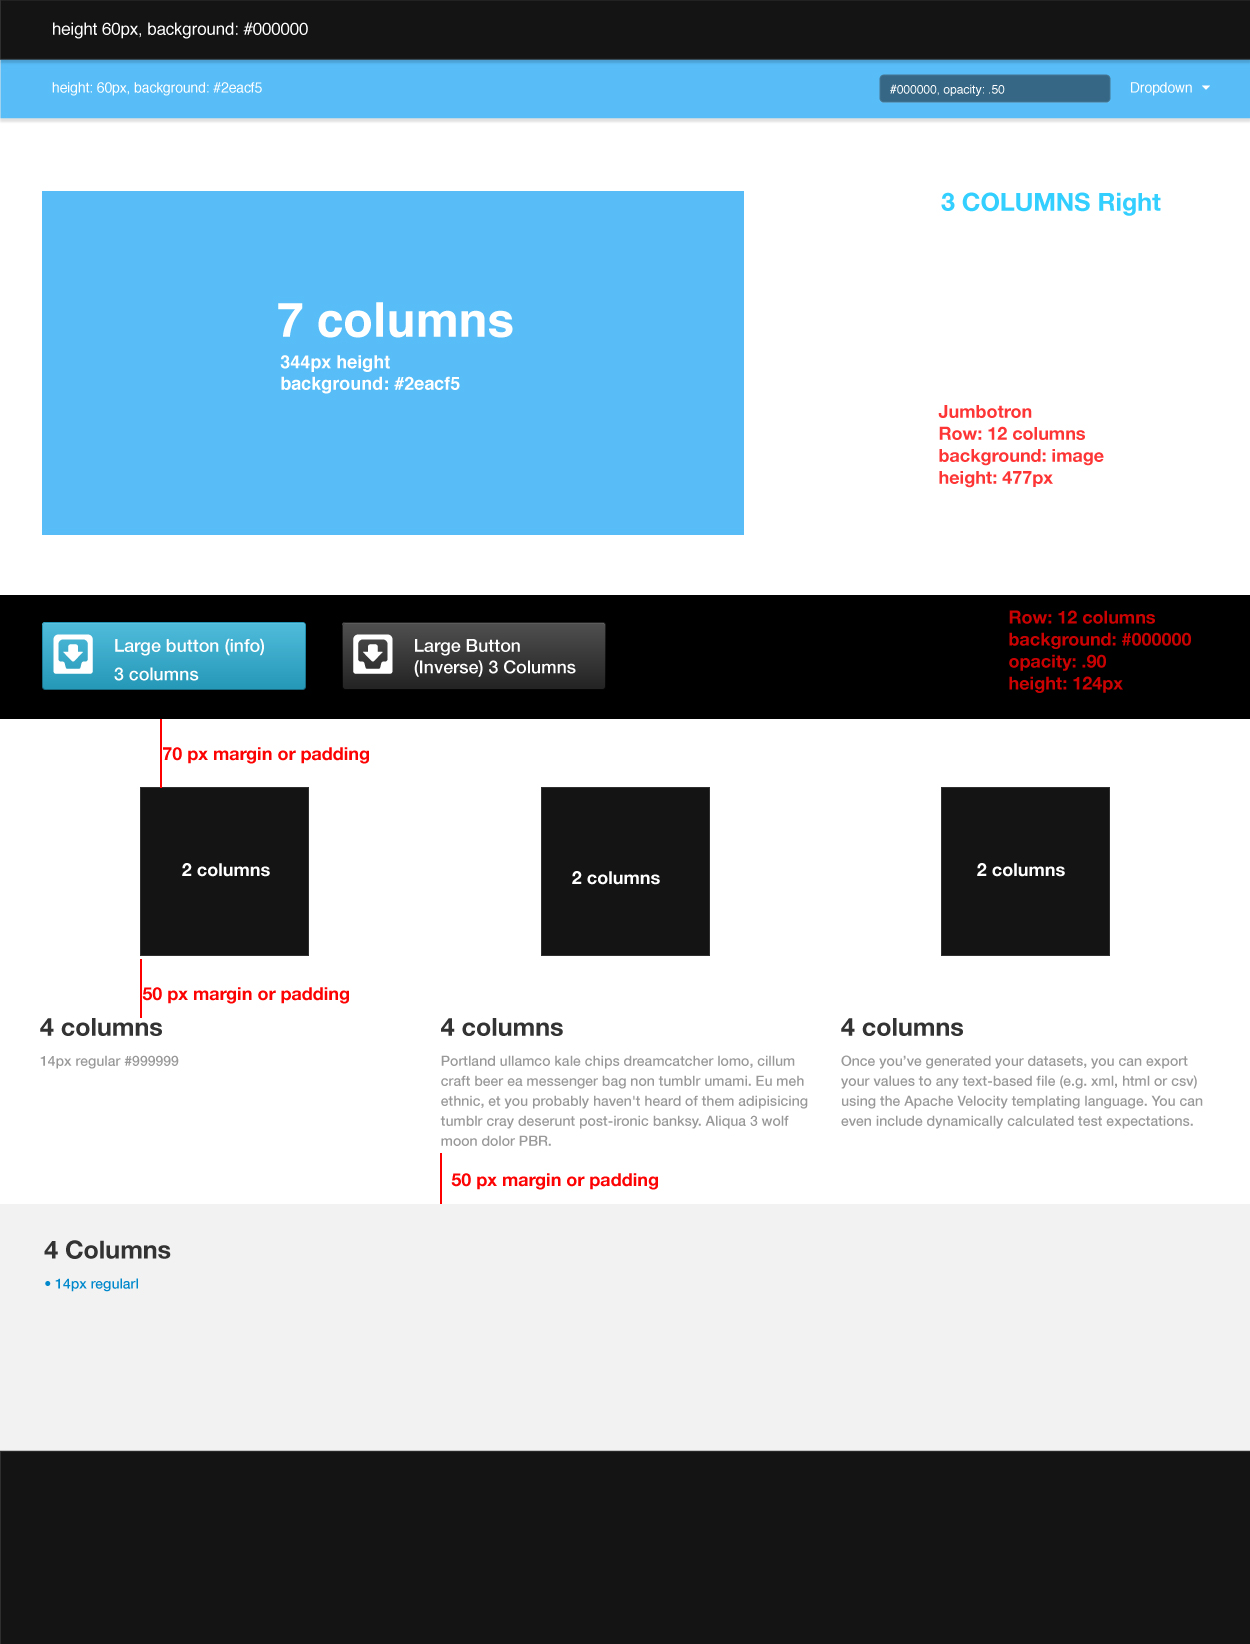 height 60px, background: #000000
height: 60px, background: #2eacf5
#000000, opacity: .50
Dropdown
3 COLUMNS Right
7 columns
344px height
background: #2eacf5
Jumbotron
Row: 12 columns
background: image
height: 477px
Large button (info)
3 columns
Large Button
(Inverse) 3 Columns
Row: 12 columns
background: #000000
opacity: .90
height: 124px
70 px margin or padding
2 columns
2 columns
2 columns
50 px margin or padding
4 columns
14px regular #999999
4 columns
Portland ullamco kale chips dreamcatcher lomo, cillum
craft beer ea messenger bag non tumblr umami. Eu meh
ethnic, et you probably haven't heard of them adipisicing
tumblr cray deserunt post-ironic banksy. Aliqua 3 wolf
moon dolor PBR.
4 columns
Once you’ve generated your datasets, you can export
your values to any text-based file (e.g. xml, html or csv)
using the Apache Velocity templating language. You can
even include dynamically calculated test expectations.
50 px margin or padding
4 Columns
• 14px regularl